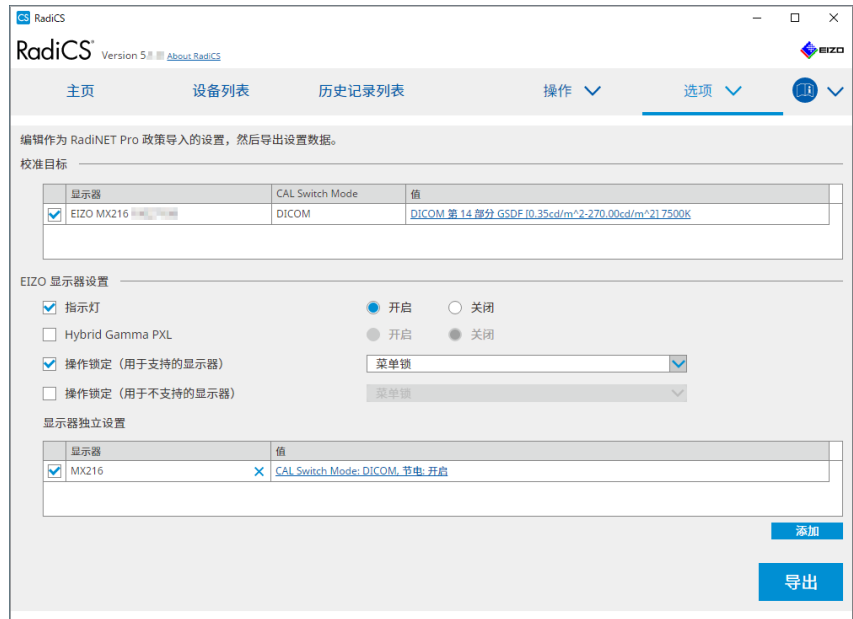 CS RadiCS
RadiCS Version 5. About RadiCS
EIZO
主页 设备列表 历史记录列表 操作 选项
编辑作为 RadiNET Pro 政策导入的设置，然后导出设置数据。
校准目标
显示器 CAL Switch Mode 值
EIZO MX216 DICOM DICOM 第 14 部分 GSDF [0.35cd/m^2-270.00cd/m^2] 7500K
EIZO 显示器设置
指示灯 开启 关闭
Hybrid Gamma PXL 开启 关闭
操作锁定（用于支持的显示器） 菜单锁
操作锁定（用于不支持的显示器） 菜单锁
显示器独立设置
显示器 值
MX216 CAL Switch Mode: DICOM, 节电: 开启
添加
导出